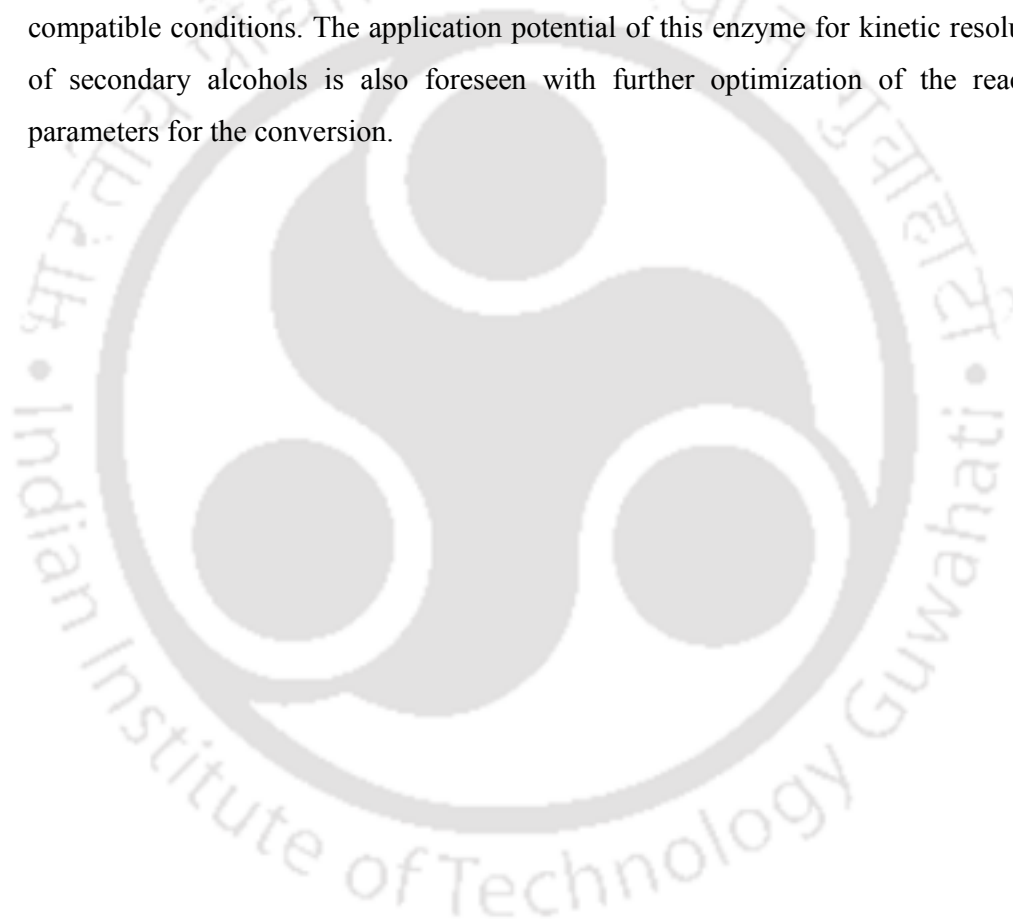 compatible conditions. The application potential of this enzyme for kinetic resolu
of secondary alcohols is also foreseen with further optimization of the reac
parameters for the conversion.
गुवाहाटी
• Indian Institute of Technology Guwahati •